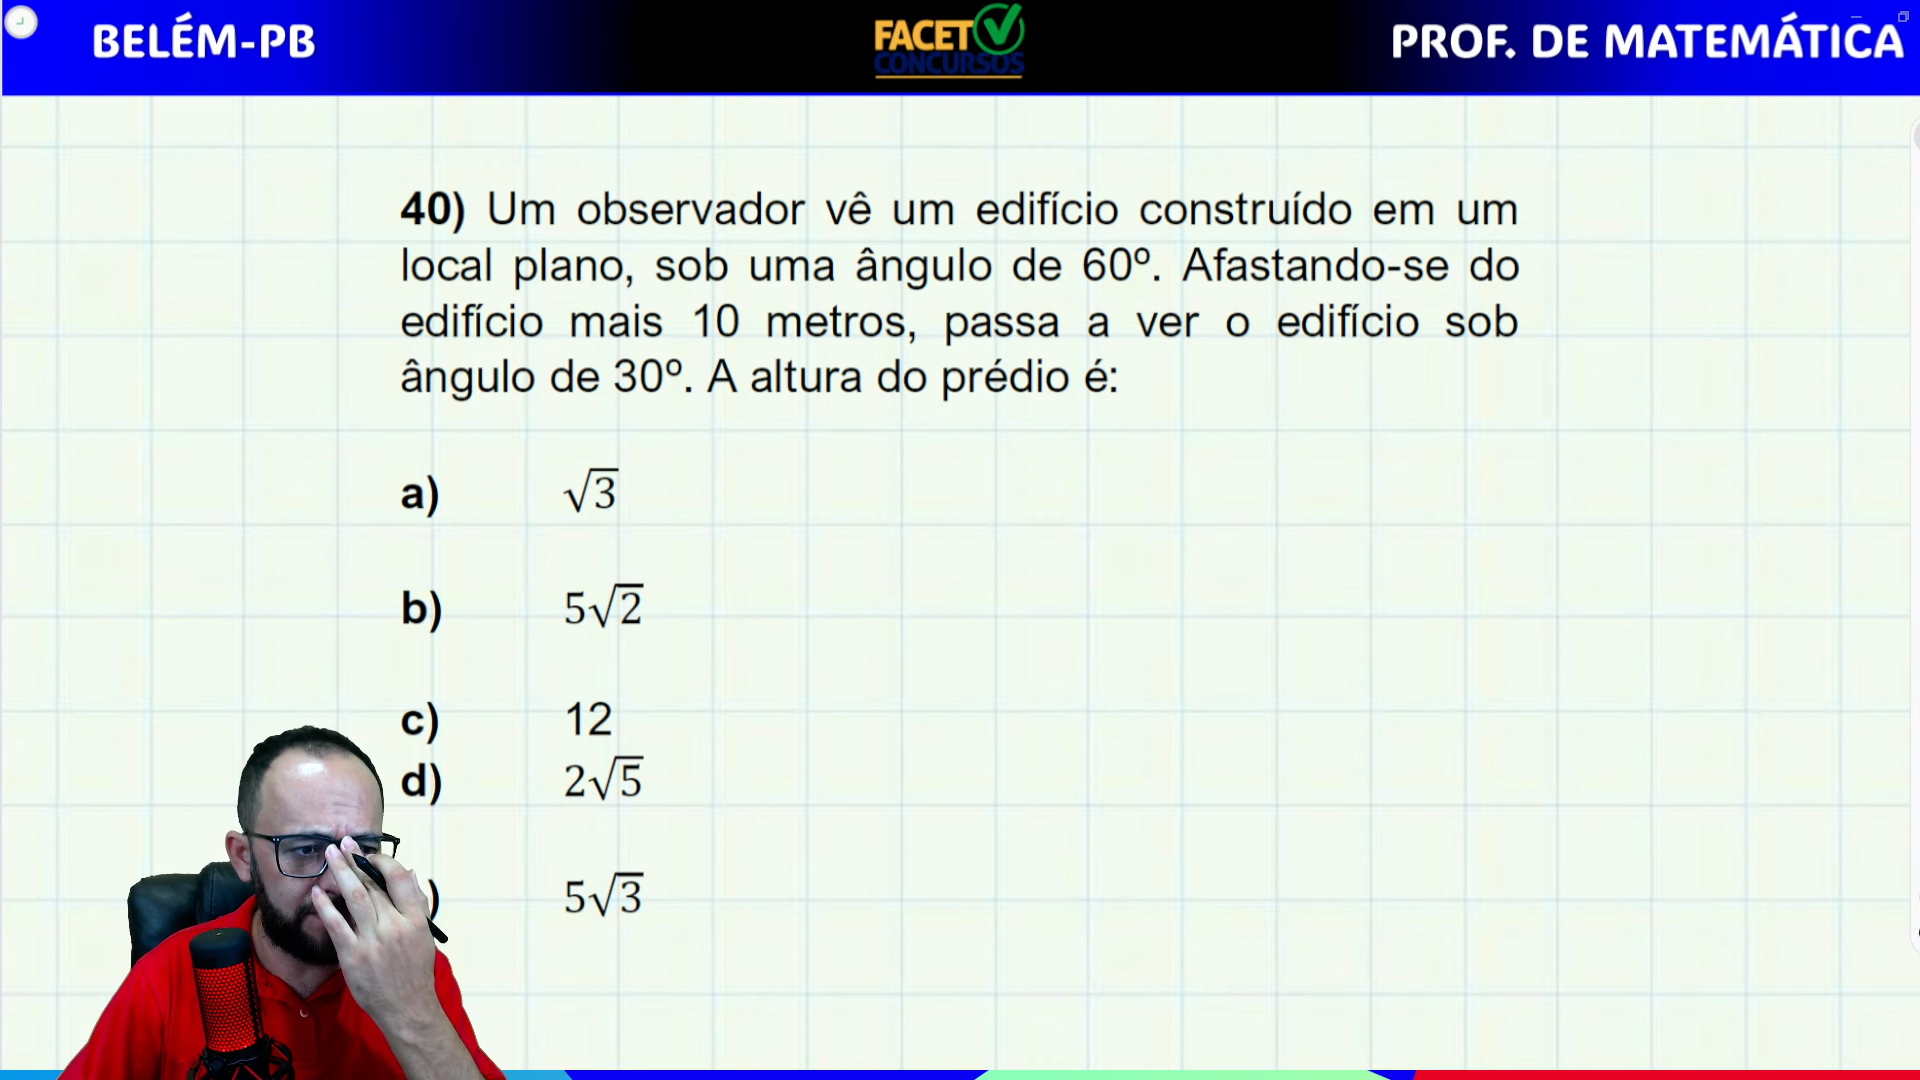 BELÉM-PB
FACET
CONCURSOS
PROF. DE MATEMÁTICA
40) Um observador vê um edifício construído em um
local plano, sob uma ângulo de 60º. Afastando-se do
edifício mais 10 metros, passa a ver o edifício sob
ângulo de 30º. A altura do prédio é:
a) √3
b) 5√2
c) 12
d) 2√5
) 5√3